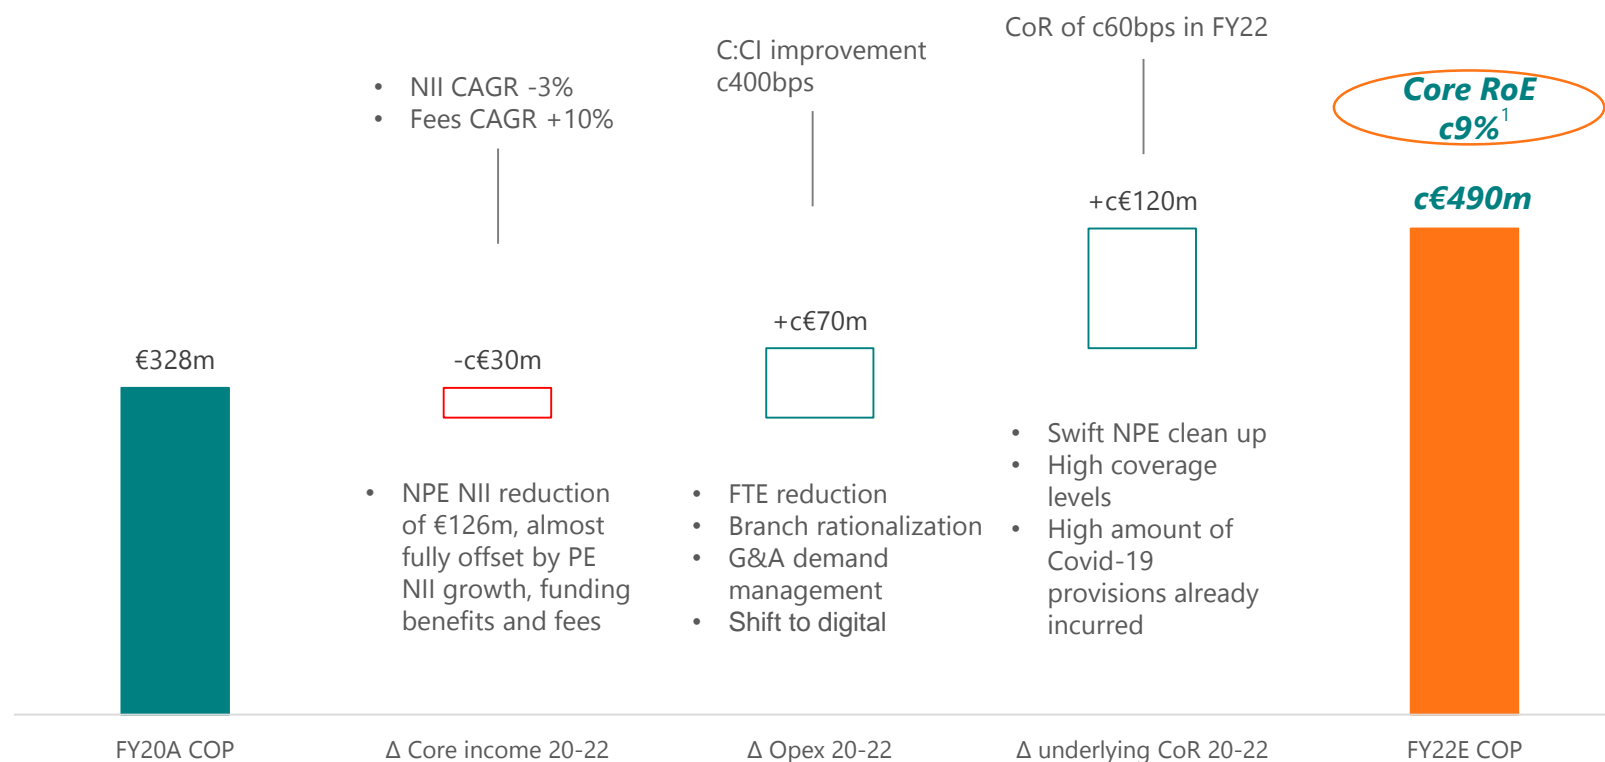 CoR of c60bps in FY22
C:CI improvement
c400bps
• NII CAGR -3%
• Fees CAGR +10%
Core RoE
c9%1
€328m
-c€30m
+c€70m
+c€120m
c€490m
• NPE NII reduction
of €126m, almost
fully offset by PE
NII growth, funding
benefits and fees
• FTE reduction
• Branch rationalization
• G&A demand
management
• Shift to digital
• Swift NPE clean up
• High coverage
levels
• High amount of
Covid-19
provisions already
incurred
FY20A COP
Δ Core income 20-22
Δ Opex 20-22
Δ underlying CoR 20-22
FY22E COP